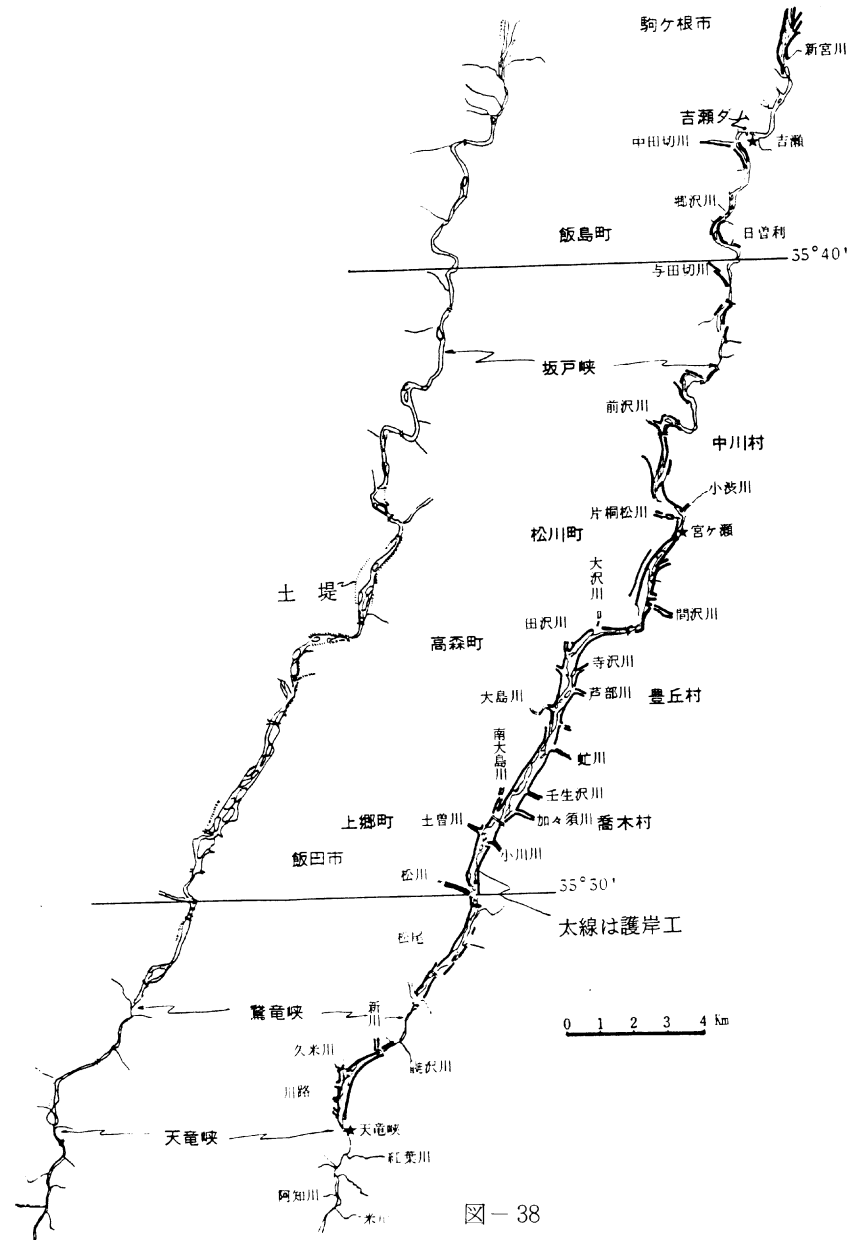 駒ケ根市
新宮川
吉瀬ダム
中田切川
吉瀬
郷沢川
飯島町
日曽利
35°40'
与田切川
坂戸峡
前沢川
中川村
小渋川
片桐松川
松川町
宮ケ瀬
大沢川
土堤
間沢川
田沢川
高森町
寺沢川
大島川
芦部川
豊丘村
南大島川
虻川
壬生沢川
上郷町
土曽川
加々須川
喬木村
飯田市
小川川
松川
35°30'
太線は護岸工
松尾
鵞竜峡
新川
0 1 2 3 4 Km
久米川
川路
天竜峡
天竜峡
紅葉川
阿知川
図－38